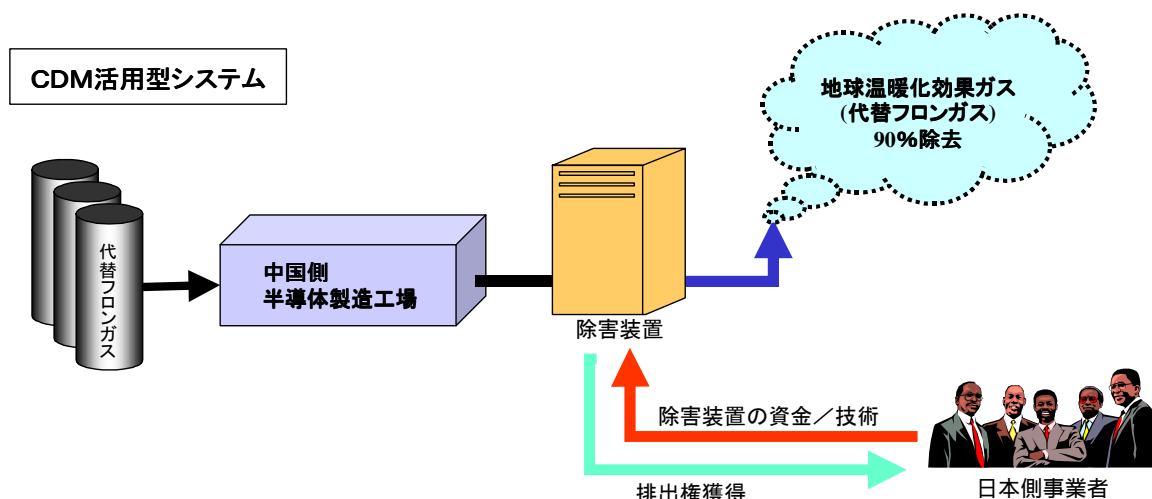 CDM活用型システム
地球温暖化効果ガス
(代替フロンガス)
90%除去
代替フロンガス
中国側
半導体製造工場
除害装置
除害装置の資金／技術
排出権獲得
日本側事業者